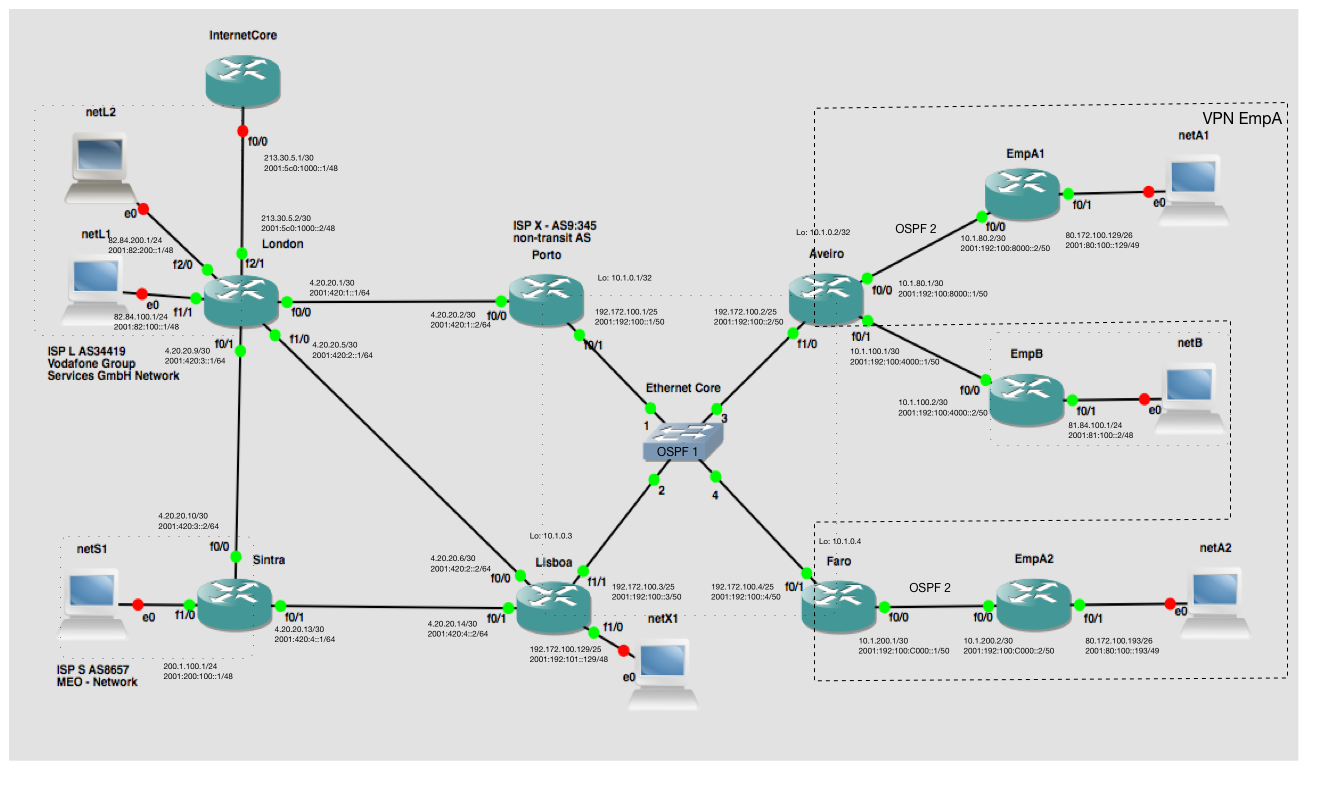 InternetCore
f0/0
213.30.5.1/30
2001:5c0:1000::1/48
netL2
e0
82.84.200.1/24
2001:82:200::1/48
213.30.5.2/30
2001:5c0:1000::2/48
London
f2/1
f2/0
netL1
e0
82.84.100.1/24
2001:82:100::1/48
f1/1
4.20.20.1/30
2001:420:1::1/64
f0/0
f1/0
4.20.20.5/30
2001:420:2::1/64
f0/1
4.20.20.9/30
2001:420:3::1/64
ISP L AS34419
Vodafone Group
Services GmbH Network
ISP X - AS9:345
non-transit AS
Porto
Lo: 10.1.0.1/32
4.20.20.2/30
2001:420:1::2/64
f0/0
192.172.100.1/25
2001:192:100::1/50
f0/1
Ethernet Core
1
3
OSPF 1
2
4
VPN EmpA
netA1
EmpA1
e0
f0/1
80.172.100.129/26
2001:80:100::129/49
f0/0
10.1.80.2/30
2001:192:100:8000::2/50
OSPF 2
Lo: 10.1.0.2/32
Aveiro
10.1.80.1/30
2001:192:100:8000::1/50
f0/0
192.172.100.2/25
2001:192:100::2/50
f0/1
f1/0
10.1.100.1/30
2001:192:100:4000::1/50
EmpB
netB
f0/0
10.1.100.2/30
2001:192:100:4000::2/50
f0/1
e0
81.84.100.1/24
2001:81:100::2/48
4.20.20.10/30
2001:420:3::2/64
f0/0
Sintra
netS1
e0
f1/0
f0/1
4.20.20.13/30
2001:420:4::1/64
200.1.100.1/24
2001:200:100::1/48
ISP S AS8657
MEO - Network
Lo: 10.1.0.3
Lisboa
4.20.20.6/30
2001:420:2::2/64
f0/0
f1/1
192.172.100.3/25
2001:192:100::3/50
4.20.20.14/30
2001:420:4::2/64
f0/1
f1/0
netX1
192.172.100.129/25
2001:192:101::129/48
e0
Lo: 10.1.0.4
Faro
192.172.100.4/25
2001:192:100::4/50
f0/1
f0/0
10.1.200.1/30
2001:192:100:C000::1/50
OSPF 2
EmpA2
f0/0
10.1.200.2/30
2001:192:100:C000::2/50
f0/1
80.172.100.193/26
2001:80:100::193/49
netA2
e0